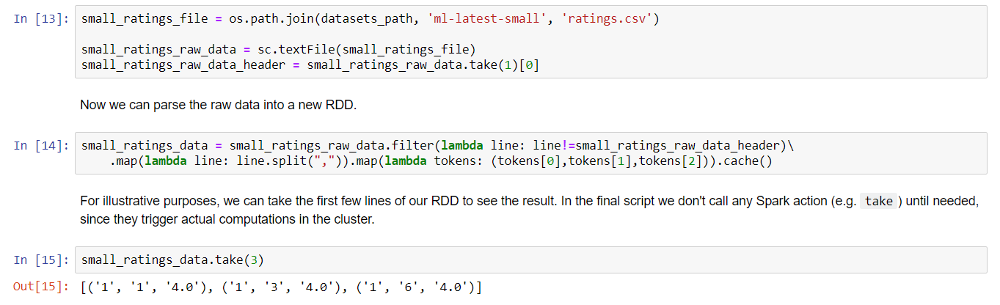 In [13]: small_ratings_file = os.path.join(datasets_path, 'ml-latest-small', 'ratings.csv')
small_ratings_raw_data = sc.textFile(small_ratings_file)
small_ratings_raw_data_header = small_ratings_raw_data.take(1)[0]
Now we can parse the raw data into a new RDD.
In [14]: small_ratings_data = small_ratings_raw_data.filter(lambda line: line!=small_ratings_raw_data_header)\
    .map(lambda line: line.split(",")).map(lambda tokens: (tokens[0],tokens[1],tokens[2])).cache()
For illustrative purposes, we can take the first few lines of our RDD to see the result. In the final script we don't call any Spark action (e.g. take ) until needed,
since they trigger actual computations in the cluster.
In [15]: small_ratings_data.take(3)
Out[15]: [('1', '1', '4.0'), ('1', '3', '4.0'), ('1', '6', '4.0')]